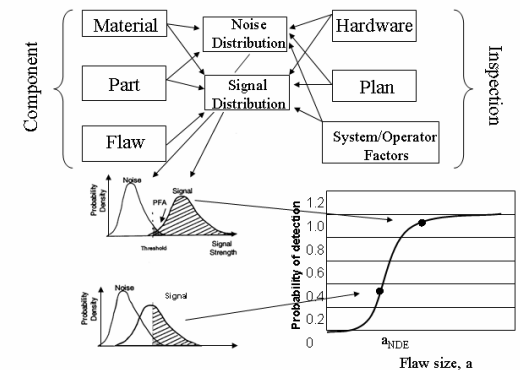 Material
Noise
Distribution
Hardware
Component
Part
Signal
Distribution
Plan
Inspection
Flaw
System/Operator
Factors
Probability
Density
Noise
Signal
PFA
Threshold
Signal
Strength
Probability
Density
Noise
Signal
Probability of detection
1.2
1.0
0.8
0.6
0.4
0.2
0
aNDE
Flaw size, a